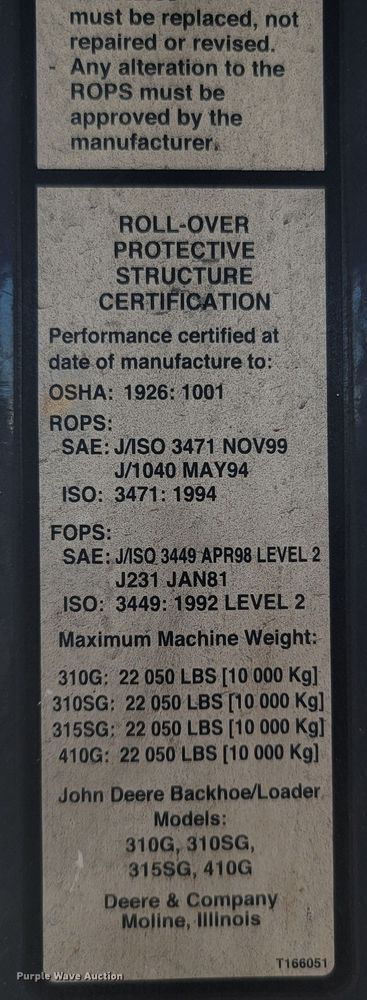 must be replaced, not
repaired or revised.
- Any alteration to the
ROPS must be
approved by the
manufacturer.
ROLL-OVER
PROTECTIVE
STRUCTURE
CERTIFICATION
Performance certified at
date of manufacture to:
OSHA: 1926: 1001
ROPS:
SAE: J/ISO 3471 NOV99
J/1040 MAY94
ISO: 3471: 1994
FOPS:
SAE: J/ISO 3449 APR98 LEVEL 2
J231 JAN81
ISO: 3449: 1992 LEVEL 2
Maximum Machine Weight:
310G: 22 050 LBS [10 000 Kg]
310SG: 22 050 LBS [10 000 Kg]
315SG: 22 050 LBS [10 000 Kg]
410G: 22 050 LBS [10 000 Kg]
John Deere Backhoe/Loader
Models:
310G, 310SG,
315SG, 410G
Deere & Company
Moline, Illinois
T166051
Purple Wave Auction